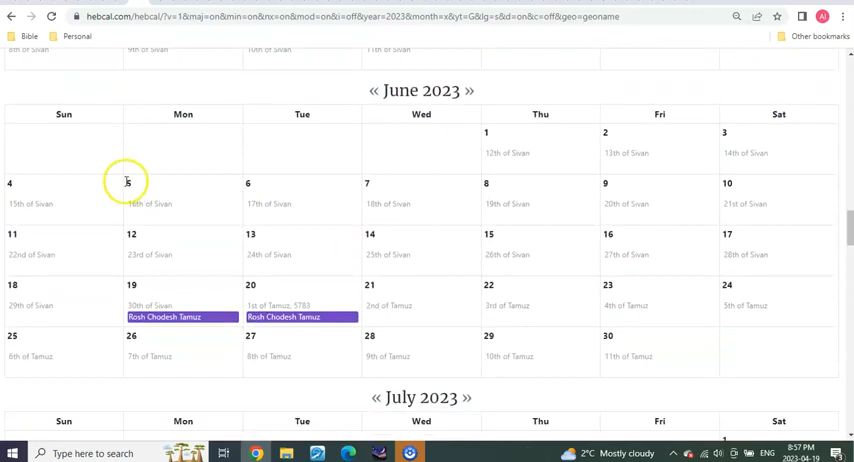 hebcal.com/hebcal/?v=1&maj=on&min=on&nx=on&mod=on&i=off&year=2023&month=x&yt=G&lg=s&d=on&c=off&geo=geoname
AI
Bible Personal Other bookmarks
8th of Sivan 9th of Sivan 10th of Sivan 11th of Sivan
« June 2023 »
Sun Mon Tue Wed Thu Fri Sat
1 2 3
12th of Sivan 13th of Sivan 14th of Sivan
4 5 6 7 8 9 10
15th of Sivan 16th of Sivan 17th of Sivan 18th of Sivan 19th of Sivan 20th of Sivan 21st of Sivan
11 12 13 14 15 16 17
22nd of Sivan 23rd of Sivan 24th of Sivan 25th of Sivan 26th of Sivan 27th of Sivan 28th of Sivan
18 19 20 21 22 23 24
29th of Sivan 30th of Sivan 1st of Tamuz, 5783 2nd of Tamuz 3rd of Tamuz 4th of Tamuz 5th of Tamuz
Rosh Chodesh Tamuz Rosh Chodesh Tamuz
25 26 27 28 29 30
6th of Tamuz 7th of Tamuz 8th of Tamuz 9th of Tamuz 10th of Tamuz 11th of Tamuz
« July 2023 »
Sun Mon Tue Wed Thu Fri Sat
1
Type here to search 2°C Mostly cloudy ENG 8:57 PM
2023-04-19 3